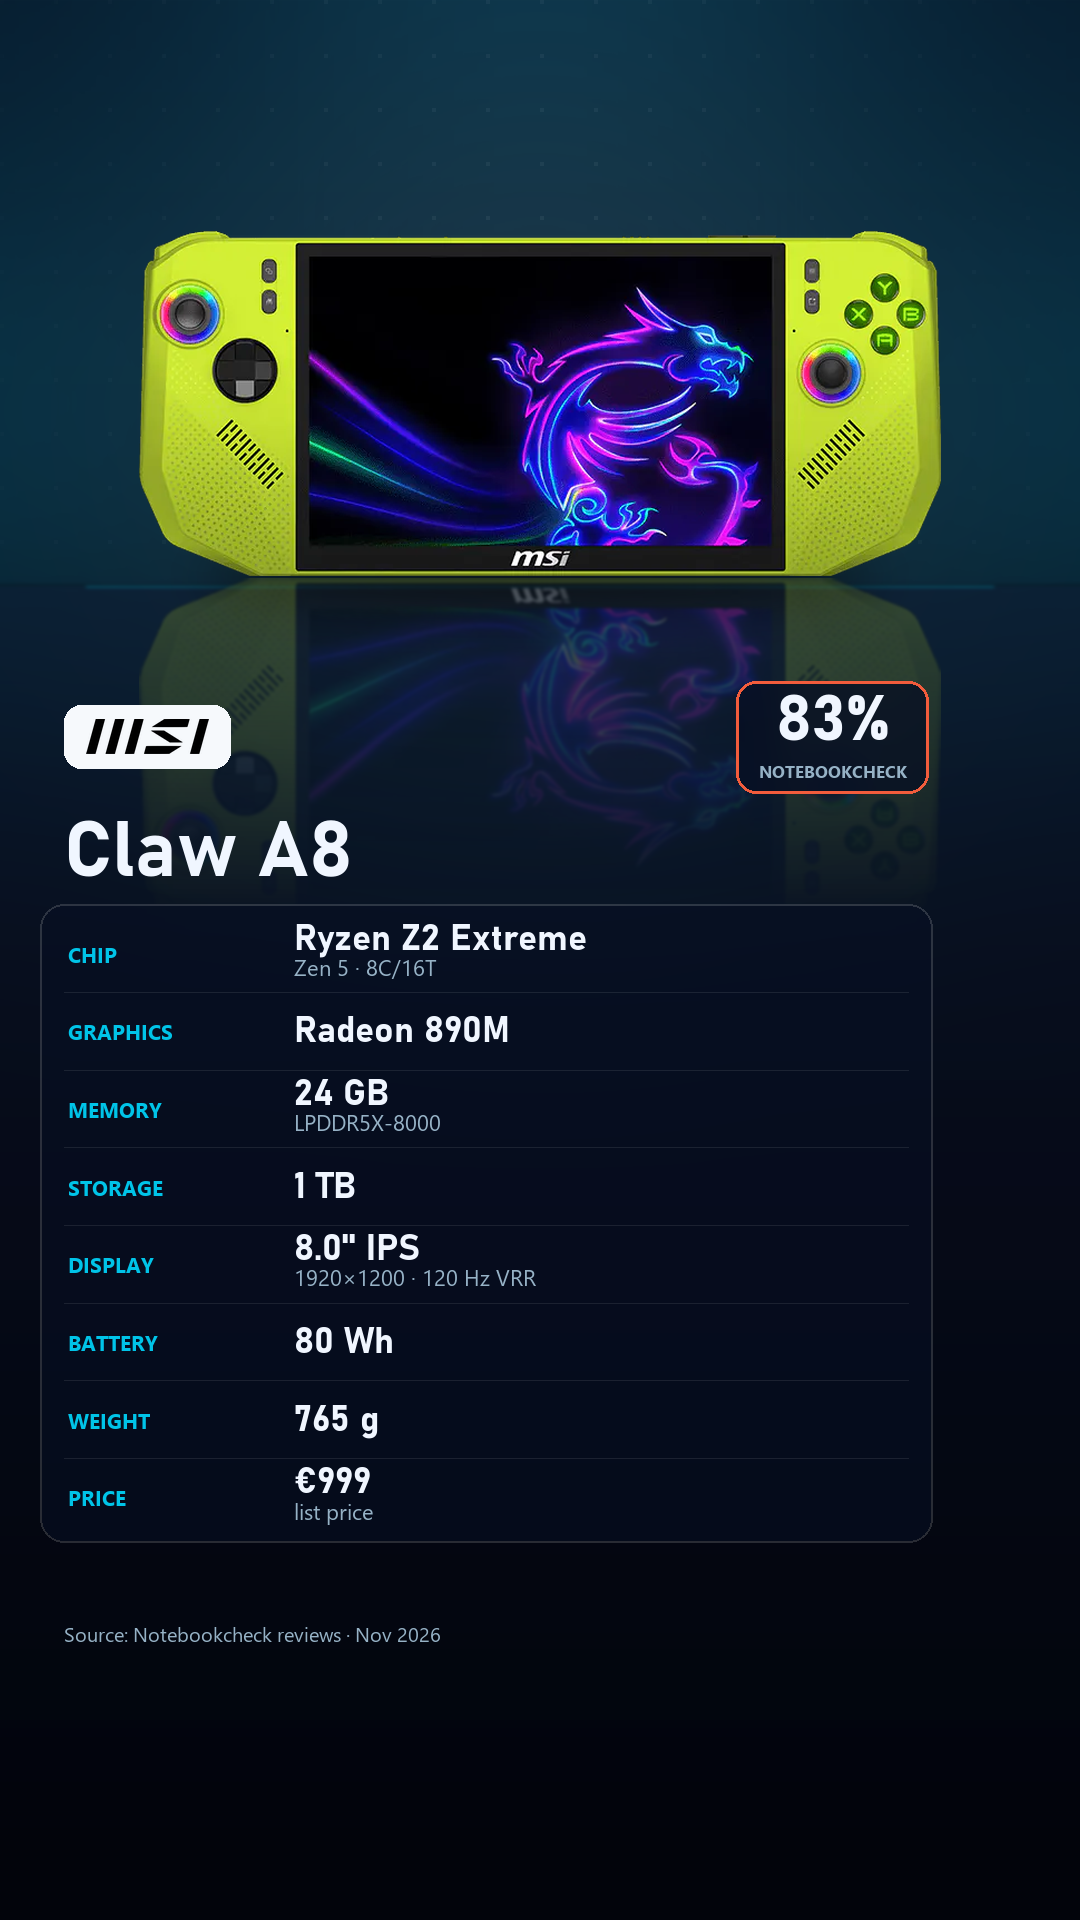 Y
X
B
A
msi
msi
83%
NOTEBOOKCHECK
Claw A8
CHIP
Ryzen Z2 Extreme
Zen 5 · 8C/16T
GRAPHICS
Radeon 890M
MEMORY
24 GB
LPDDR5X-8000
STORAGE
1 TB
DISPLAY
8.0" IPS
1920×1200 · 120 Hz VRR
BATTERY
80 Wh
WEIGHT
765 g
PRICE
€999
list price
Source: Notebookcheck reviews · Nov 2026